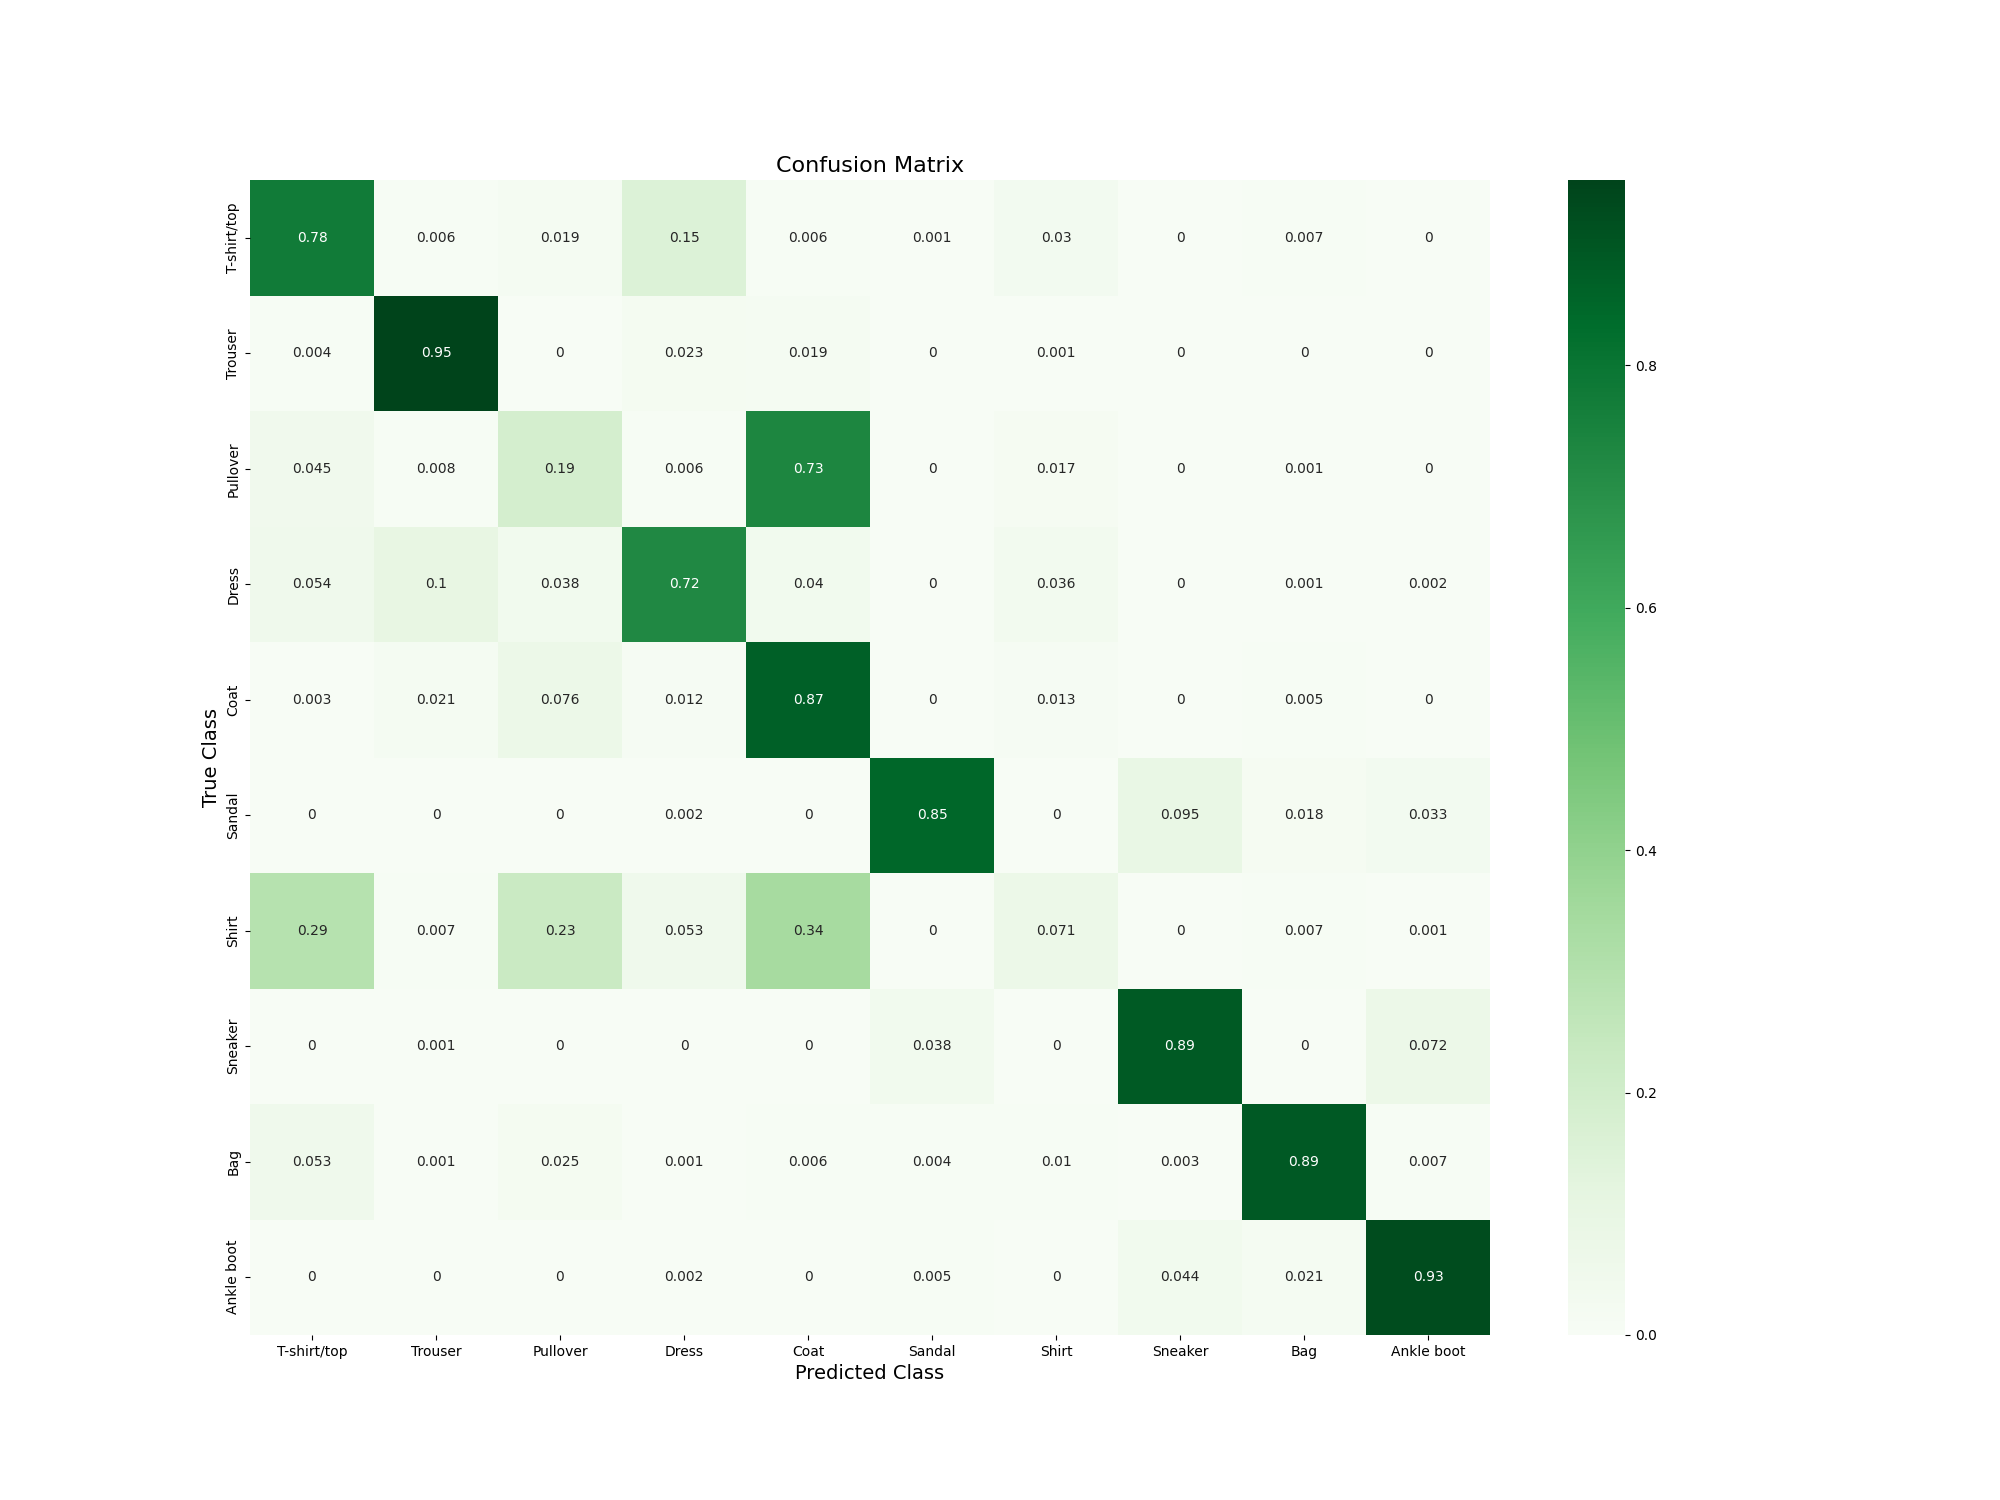 Confusion Matrix
T-shirt/top 0.78 0.006 0.019 0.15 0.006 0.001 0.03 0 0.007 0
Trouser 0.004 0.95 0 0.023 0.019 0 0.001 0 0 0
Pullover 0.045 0.008 0.19 0.006 0.73 0 0.017 0 0.001 0
Dress 0.054 0.1 0.038 0.72 0.04 0 0.036 0 0.001 0.002
Coat 0.003 0.021 0.076 0.012 0.87 0 0.013 0 0.005 0
Sandal 0 0 0 0.002 0 0.85 0 0.095 0.018 0.033
Shirt 0.29 0.007 0.23 0.053 0.34 0 0.071 0 0.007 0.001
Sneaker 0 0.001 0 0 0 0.038 0 0.89 0 0.072
Bag 0.053 0.001 0.025 0.001 0.006 0.004 0.01 0.003 0.89 0.007
Ankle boot 0 0 0 0.002 0 0.005 0 0.044 0.021 0.93
T-shirt/top Trouser Pullover Dress Coat Sandal Shirt Sneaker Bag Ankle boot
Predicted Class
True Class
0.8
0.6
0.4
0.2
0.0